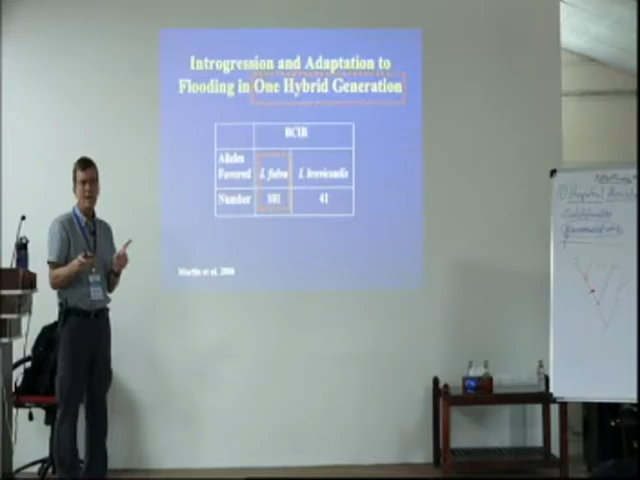 Introgression and Adaptation to
Flooding in One Hybrid Generation
BC1B
Alleles
Favored I. fulva I. brevicaulis
Number 101 41
Martin et al. 2006